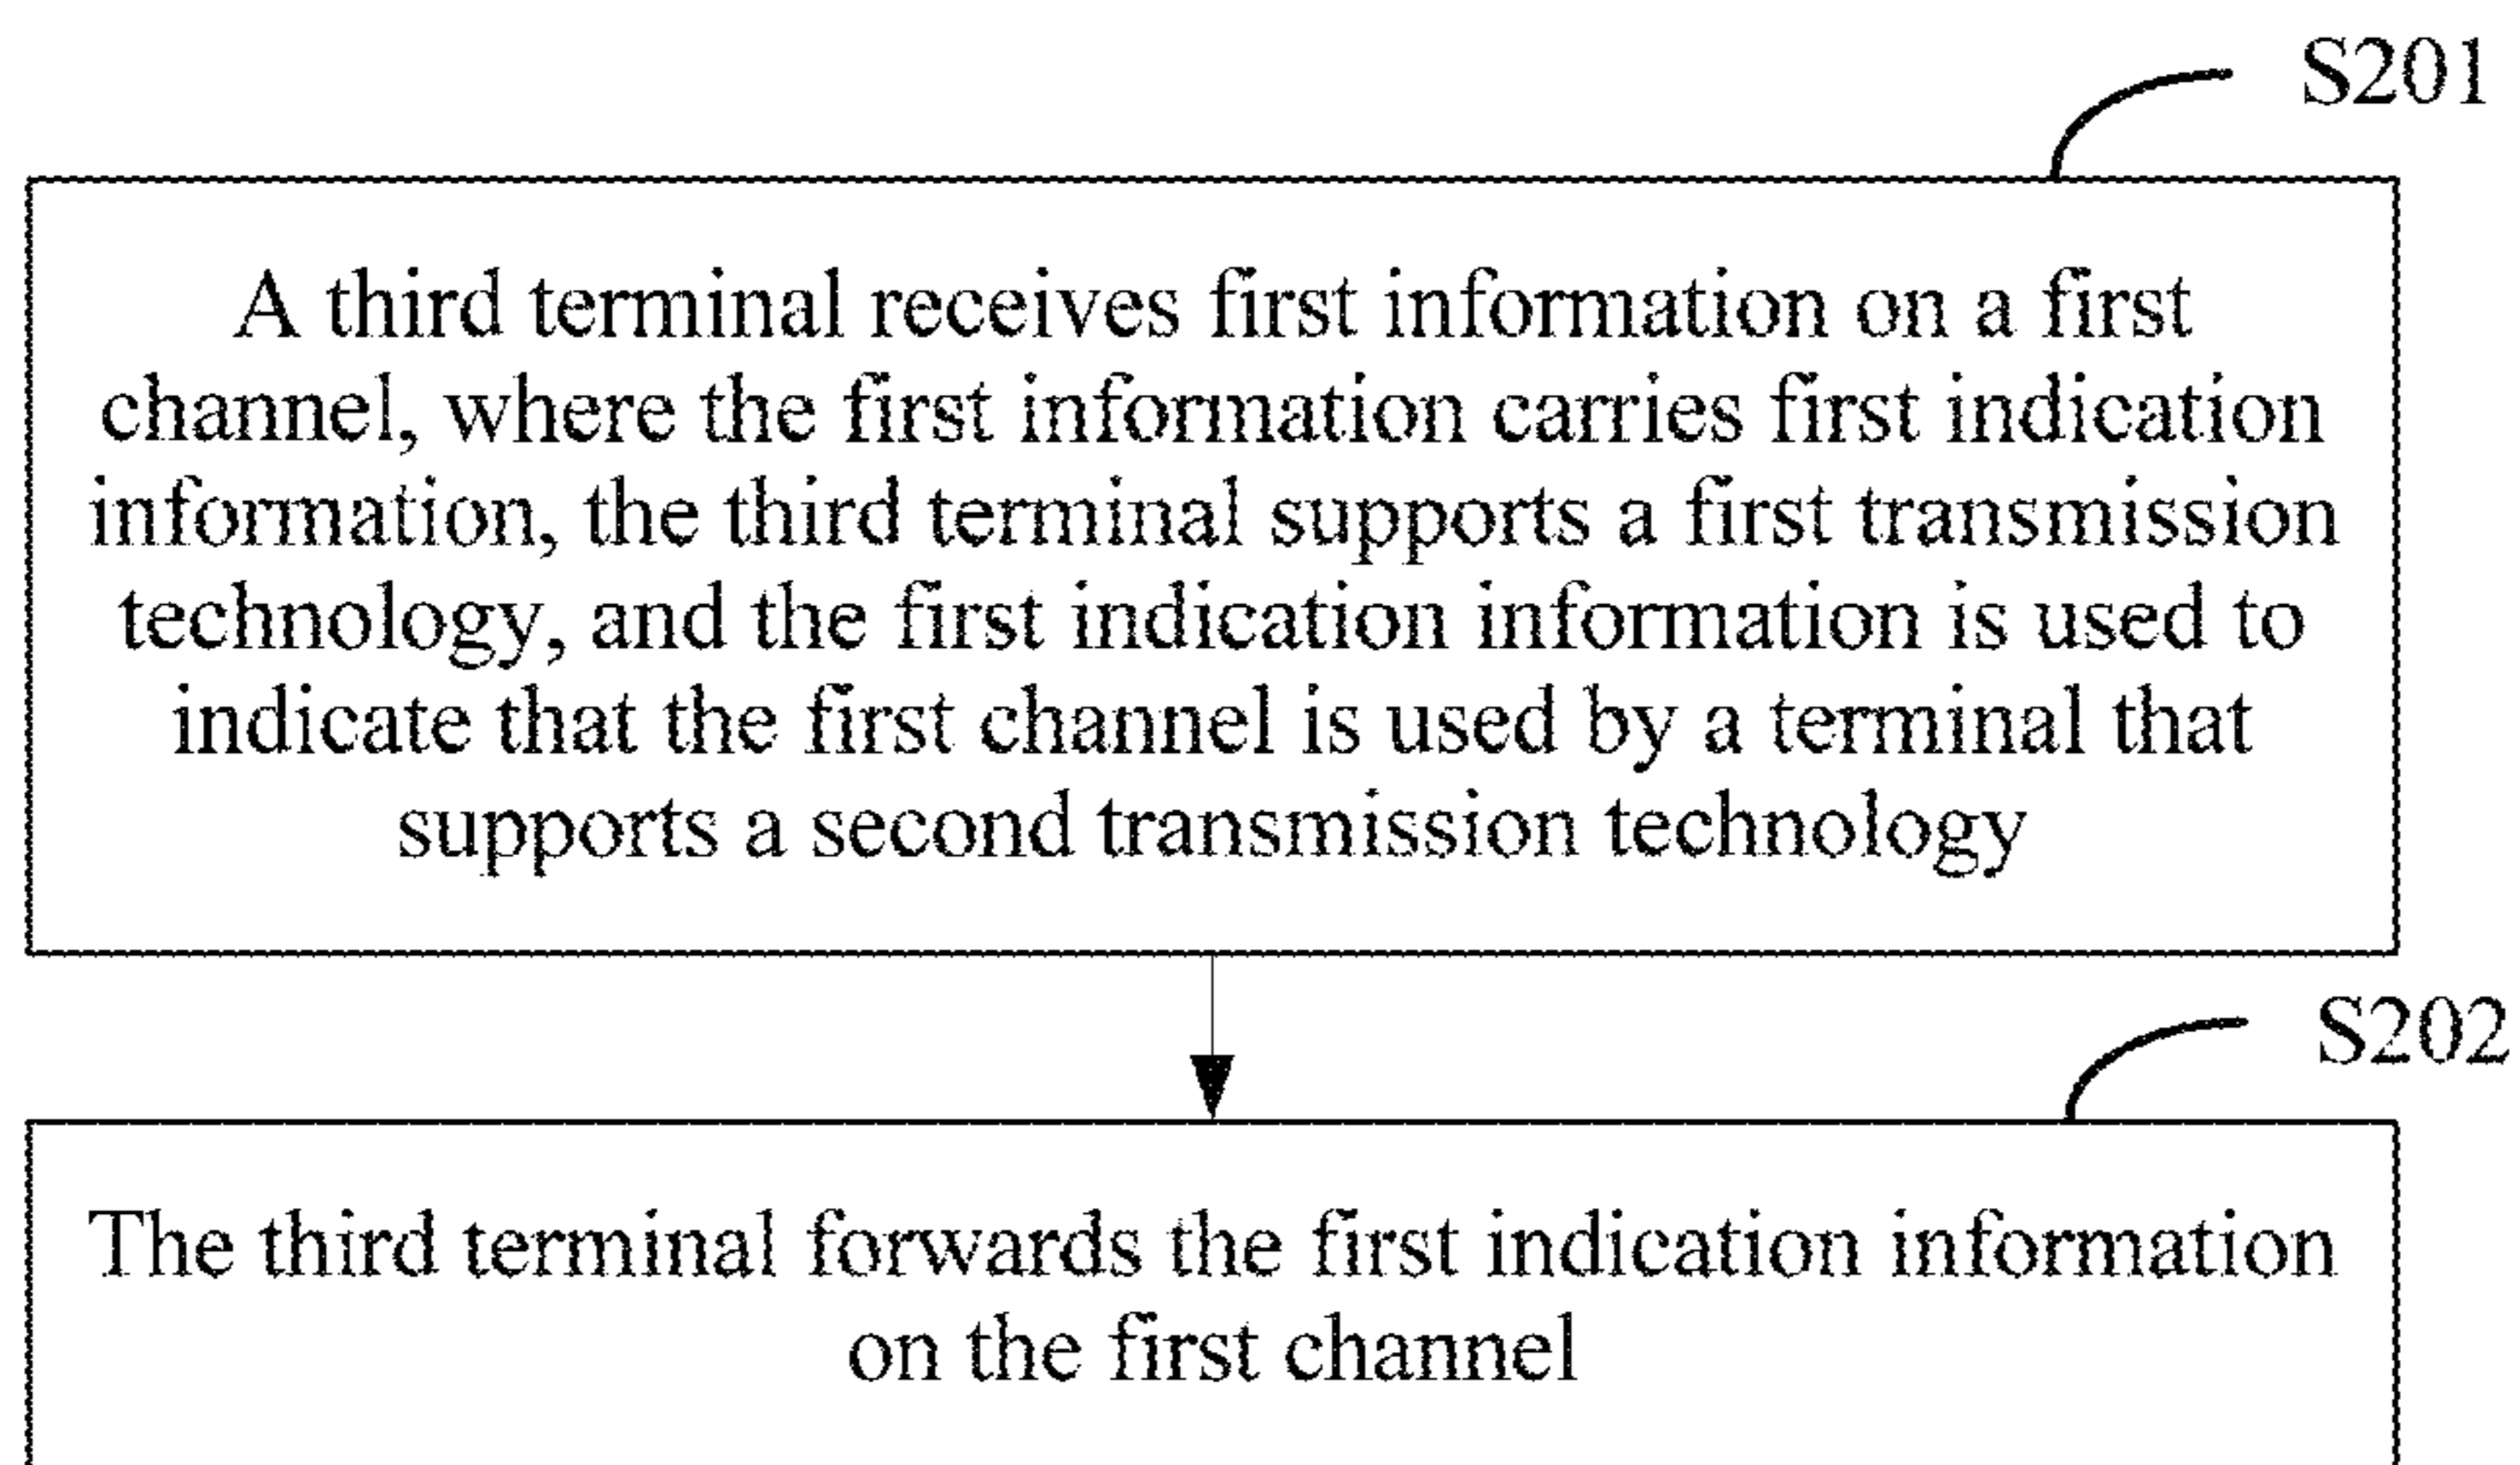 S201
A third terminal receives first information on a first
channel, where the first information carries first indication
information, the third terminal supports a first transmission
technology, and the first indication information is used to
indicate that the first channel is used by a terminal that
supports a second transmission technology
S202
The third terminal forwards the first indication information
on the first channel